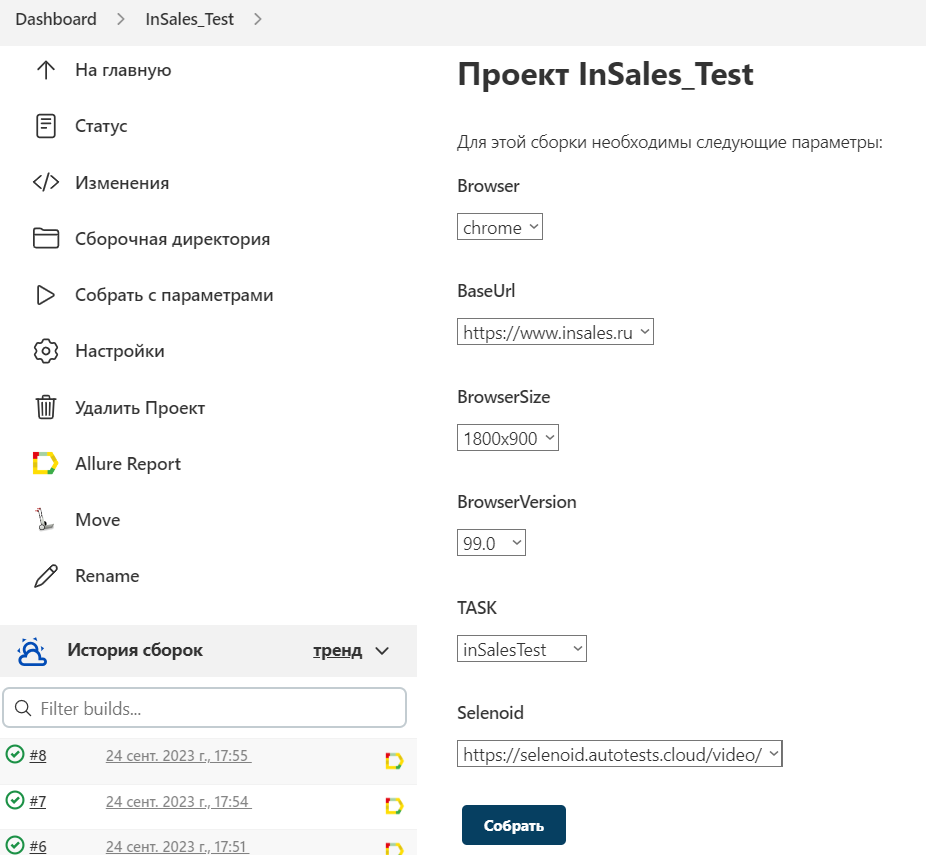 Dashboard
InSales_Test
На главную
Статус
Изменения
Сборочная директория
Собрать с параметрами
Настройки
Удалить Проект
Allure Report
Move
Rename
История сборок
тренд
Filter builds...
#8 24 сент. 2023 г., 17:55
#7 24 сент. 2023 г., 17:54
#6 24 сент. 2023 г., 17:51
Проект InSales_Test
Для этой сборки необходимы следующие параметры:
Browser
chrome
BaseUrl
https://www.insales.ru
BrowserSize
1800x900
BrowserVersion
99.0
TASK
inSalesTest
Selenoid
https://selenoid.autotests.cloud/video/
Собрать